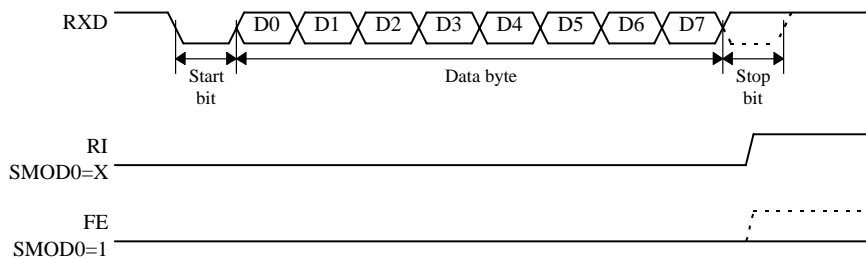 RXD
D0 D1 D2 D3 D4 D5 D6 D7
Start
bit
Data byte
Stop
bit
RI
SMOD0=X
FE
SMOD0=1